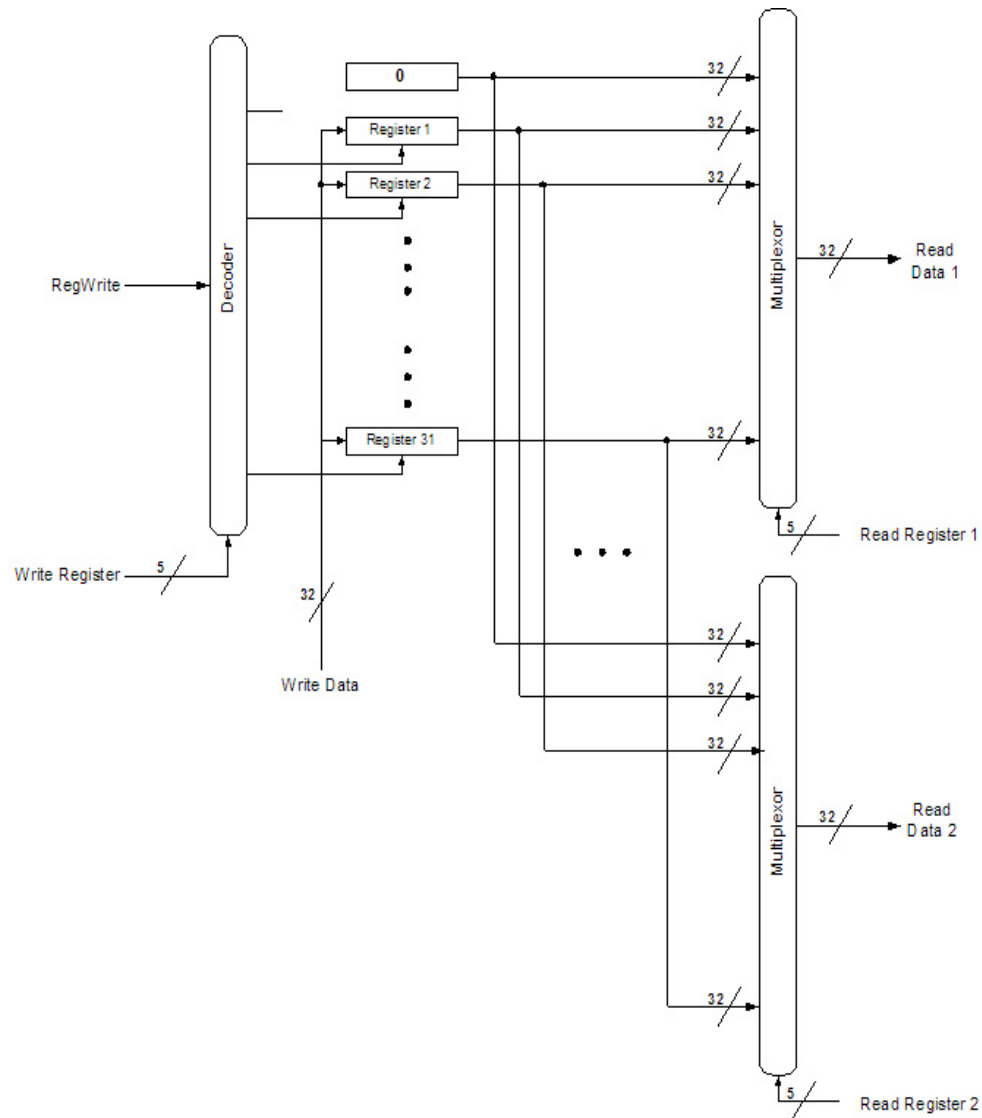 32
0
32
Register 1
32
Register 2
Decoder
Multiplexor
32
Read
Data 1
RegWrite
Register 31
32
5
Read Register 1
5
Write Register
32
Write Data
32
32
32
Multiplexor
32
Read
Data 2
32
5
Read Register 2